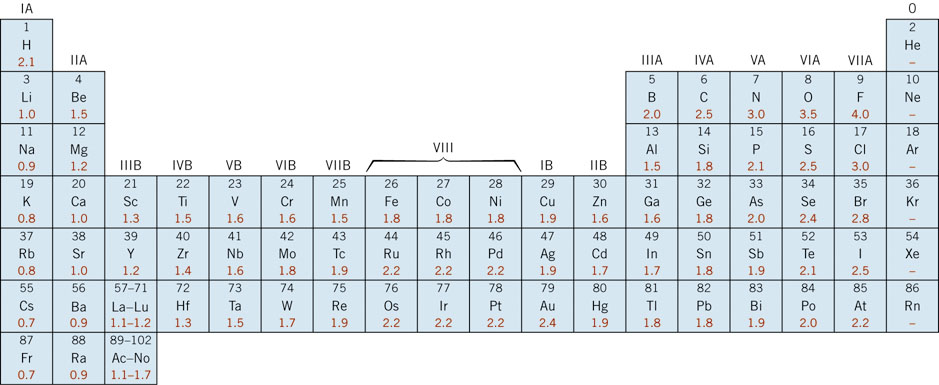 IA 0
1 2
H He
2.1 IIA IIIA IVA VA VIA VIIA –
3 4 5 6 7 8 9 10
Li Be B C N O F Ne
1.0 1.5 2.0 2.5 3.0 3.5 4.0 –
11 12 13 14 15 16 17 18
Na Mg Al Si P S Cl Ar
VIII
0.9 1.2 IIIB IVB VB VIB VIIB IB IIB 1.5 1.8 2.1 2.5 3.0 –
19 20 21 22 23 24 25 26 27 28 29 30 31 32 33 34 35 36
K Ca Sc Ti V Cr Mn Fe Co Ni Cu Zn Ga Ge As Se Br Kr
0.8 1.0 1.3 1.5 1.6 1.6 1.5 1.8 1.8 1.8 1.9 1.6 1.6 1.8 2.0 2.4 2.8 –
37 38 39 40 41 42 43 44 45 46 47 48 49 50 51 52 53 54
Rb Sr Y Zr Nb Mo Tc Ru Rh Pd Ag Cd In Sn Sb Te I Xe
0.8 1.0 1.2 1.4 1.6 1.8 1.9 2.2 2.2 2.2 1.9 1.7 1.7 1.8 1.9 2.1 2.5 –
55 56 57–71 72 73 74 75 76 77 78 79 80 81 82 83 84 85 86
Cs Ba La–Lu Hf Ta W Re Os Ir Pt Au Hg Tl Pb Bi Po At Rn
0.7 0.9 1.1–1.2 1.3 1.5 1.7 1.9 2.2 2.2 2.2 2.4 1.9 1.8 1.8 1.9 2.0 2.2 –
87 88 89–102
Fr Ra Ac–No
0.7 0.9 1.1–1.7